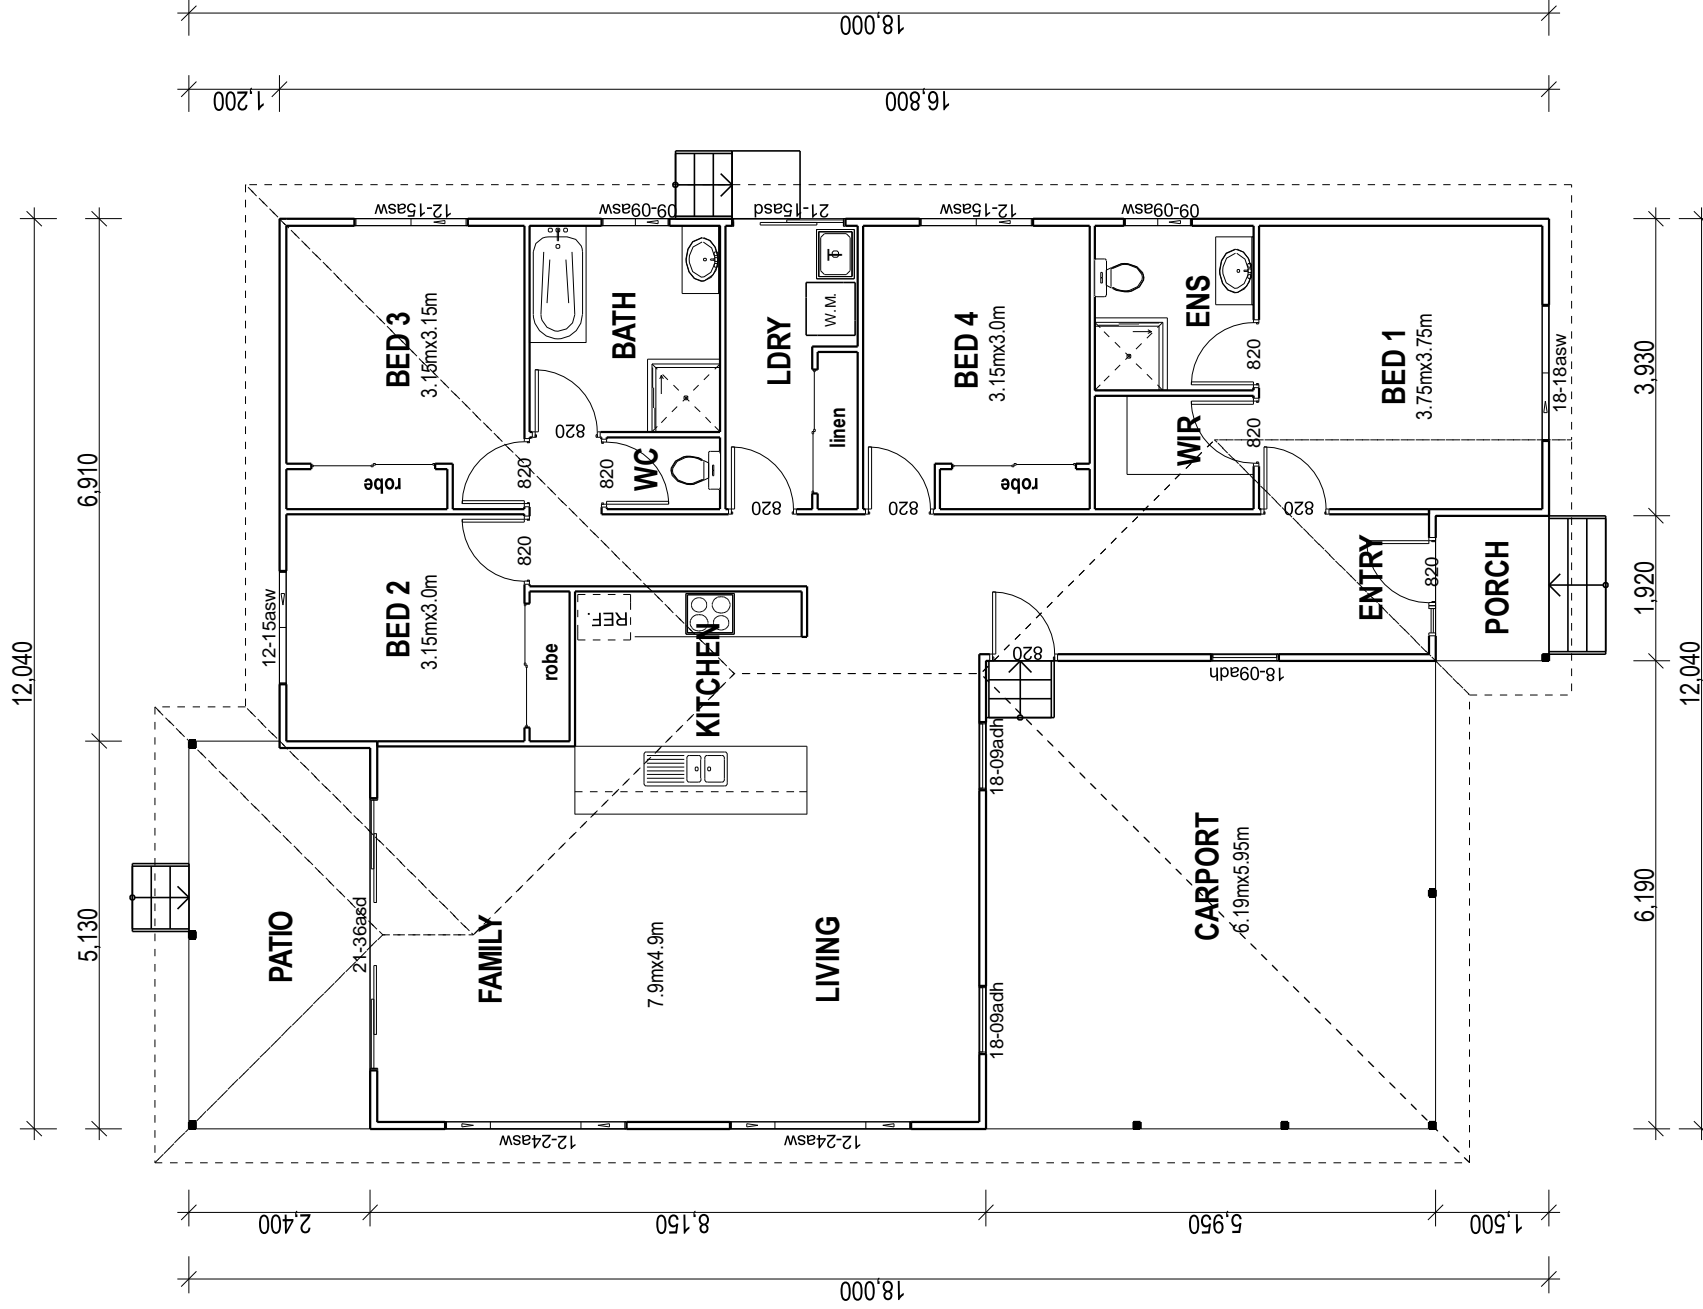 18,000
1,200
16,800
12-15asw
09-09asw
21-15asd
12-15asw
09-09asw
12,040
6,910
5,130
BED 3
3.15mx3.15m
BATH
LDRY
W.M.
BED 4
3.15mx3.0m
ENS
BED 1
3.75mx3.75m
18-18asw
3,930
1,920
6,190
12,040
820
820
820
WC
robe
linen
robe
WIR
820
820
820
820
820
12-15asw
BED 2
3.15mx3.0m
820
robe
REF.
KITCHEN
820
ENTRY
820
PORCH
18-09adh
18-09adh
PATIO
21-36asd
FAMILY
7.9mx4.9m
LIVING
18-09adh
CARPORT
6.19mx5.95m
12-24asw
12-24asw
2,400
8,150
5,950
1,500
18,000